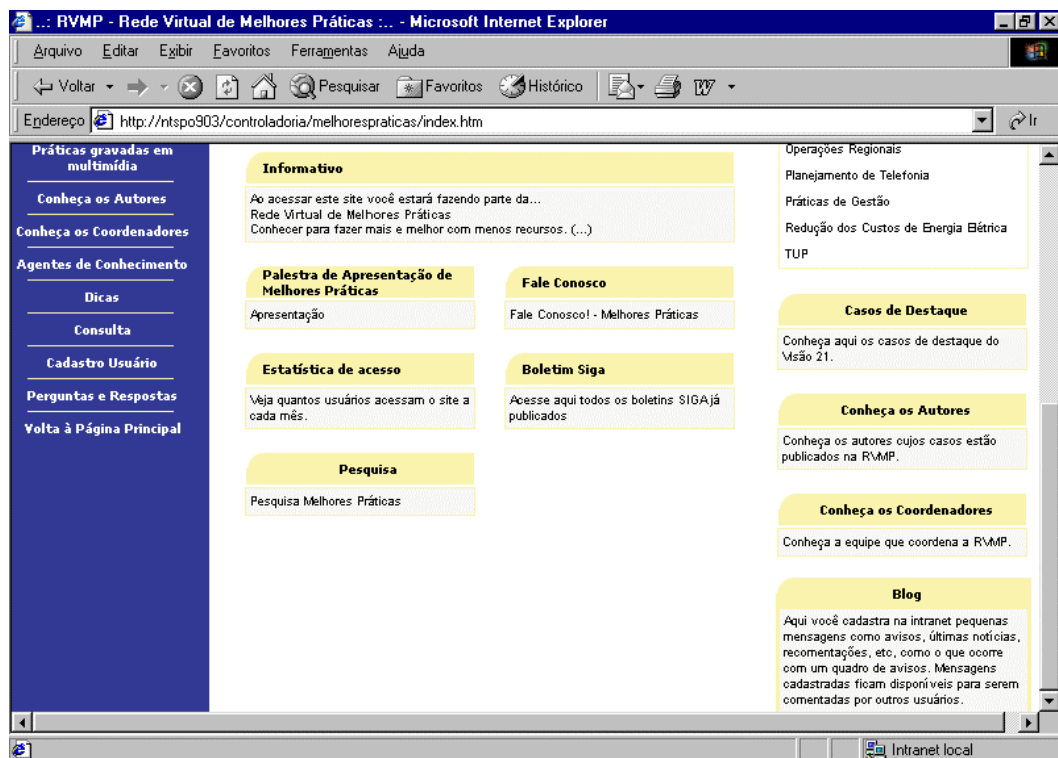 ..: RVMP - Rede Virtual de Melhores Práticas :... - Microsoft Internet Explorer
Arquivo Editar Exibir Favoritos Ferramentas Ajuda
Voltar Pesquisar Favoritos Histórico
Endereço http://ntspo903/controladoria/melhorespraticas/index.htm Ir
Práticas gravadas em
multimídia
Conheça os Autores
Conheça os Coordenadores
Agentes de Conhecimento
Dicas
Consulta
Cadastro Usuário
Perguntas e Respostas
Volta à Página Principal
Informativo
Ao acessar este site você estará fazendo parte da...
Rede Virtual de Melhores Práticas
Conhecer para fazer mais e melhor com menos recursos. (...)
Palestra de Apresentação de
Melhores Práticas
Apresentação
Fale Conosco
Fale Conosco! - Melhores Práticas
Estatística de acesso
Veja quantos usuários acessam o site a
cada mês.
Boletim Siga
Acesse aqui todos os boletins SIGA já
publicados
Pesquisa
Pesquisa Melhores Práticas
Operações Regionais
Planejamento de Telefonia
Práticas de Gestão
Redução dos Custos de Energia Elétrica
TUP
Casos de Destaque
Conheça aqui os casos de destaque do
Visão 21.
Conheça os Autores
Conheça os autores cujos casos estão
publicados na RVMP.
Conheça os Coordenadores
Conheça a equipe que coordena a RVMP.
Blog
Aqui você cadastra na intranet pequenas
mensagens como avisos, últimas notícias,
recomentações, etc, como o que ocorre
com um quadro de avisos. Mensagens
cadastradas ficam disponíveis para serem
comentadas por outros usuários.
Intranet local